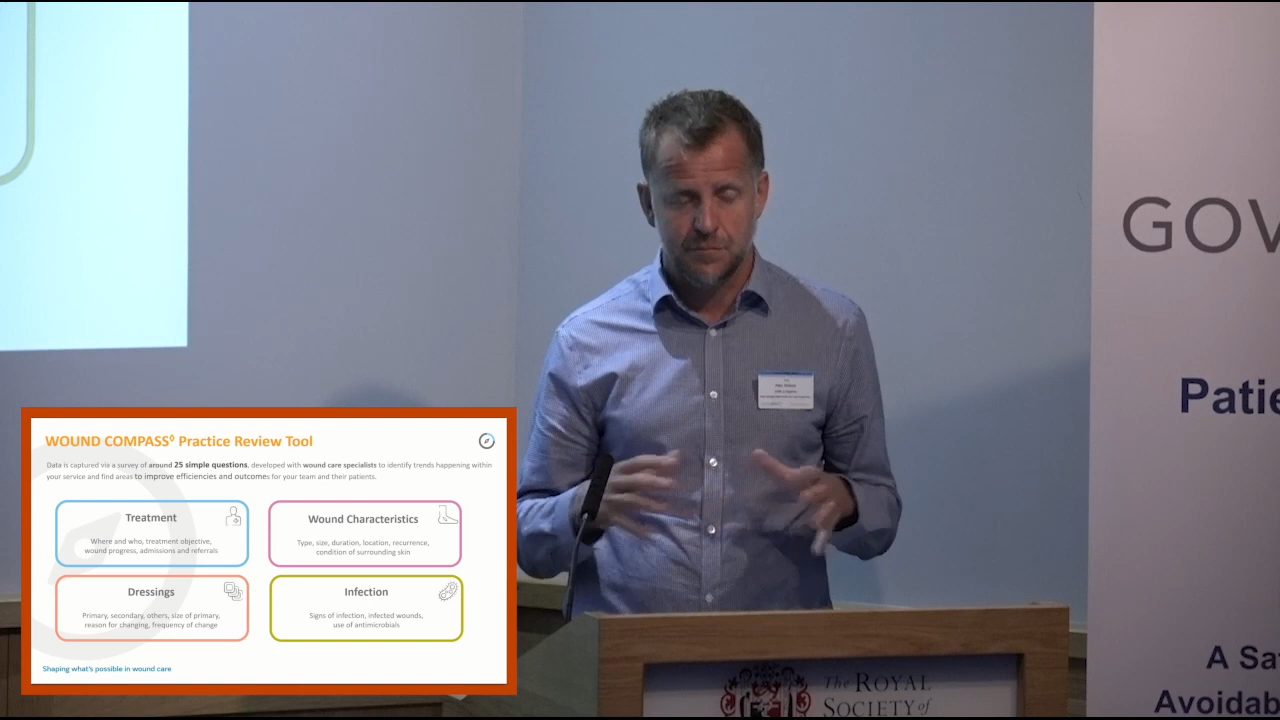 GOV
Patie
A Sa
Avoidab
The ROYAL
SOCIETY of
WOUND COMPASS◊ Practice Review Tool
Data is captured via a survey of around 25 simple questions, developed with wound care specialists to identify trends happening within
your service and find areas to improve efficiencies and outcomes for your team and their patients.
Treatment
Where and who, treatment objective,
wound progress, admissions and referrals
Wound Characteristics
Type, size, duration, location, recurrence,
condition of surrounding skin
Dressings
Primary, secondary, others, size of primary,
reason for changing, frequency of change
Infection
Signs of infection, infected wounds,
use of antimicrobials
Shaping what's possible in wound care